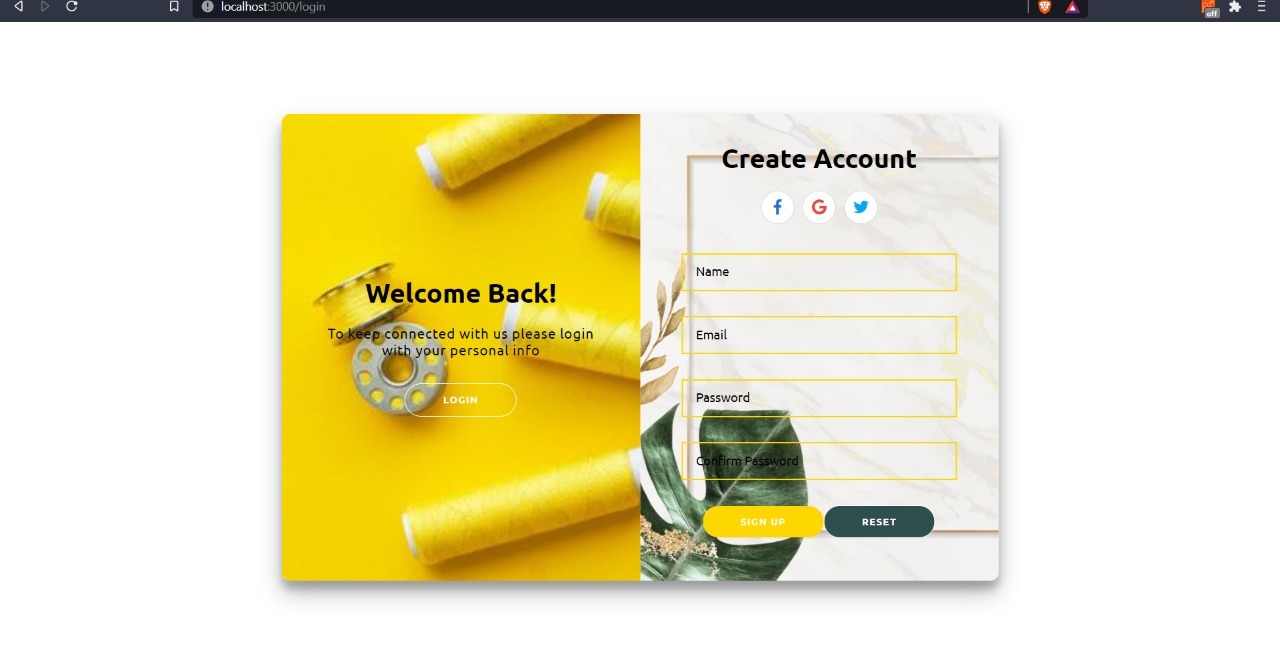 localhost:3000/login
off
Create Account
Welcome Back!
To keep connected with us please login
with your personal info
LOGIN
Name
Email
Password
Confirm Password
SIGN UP
RESET